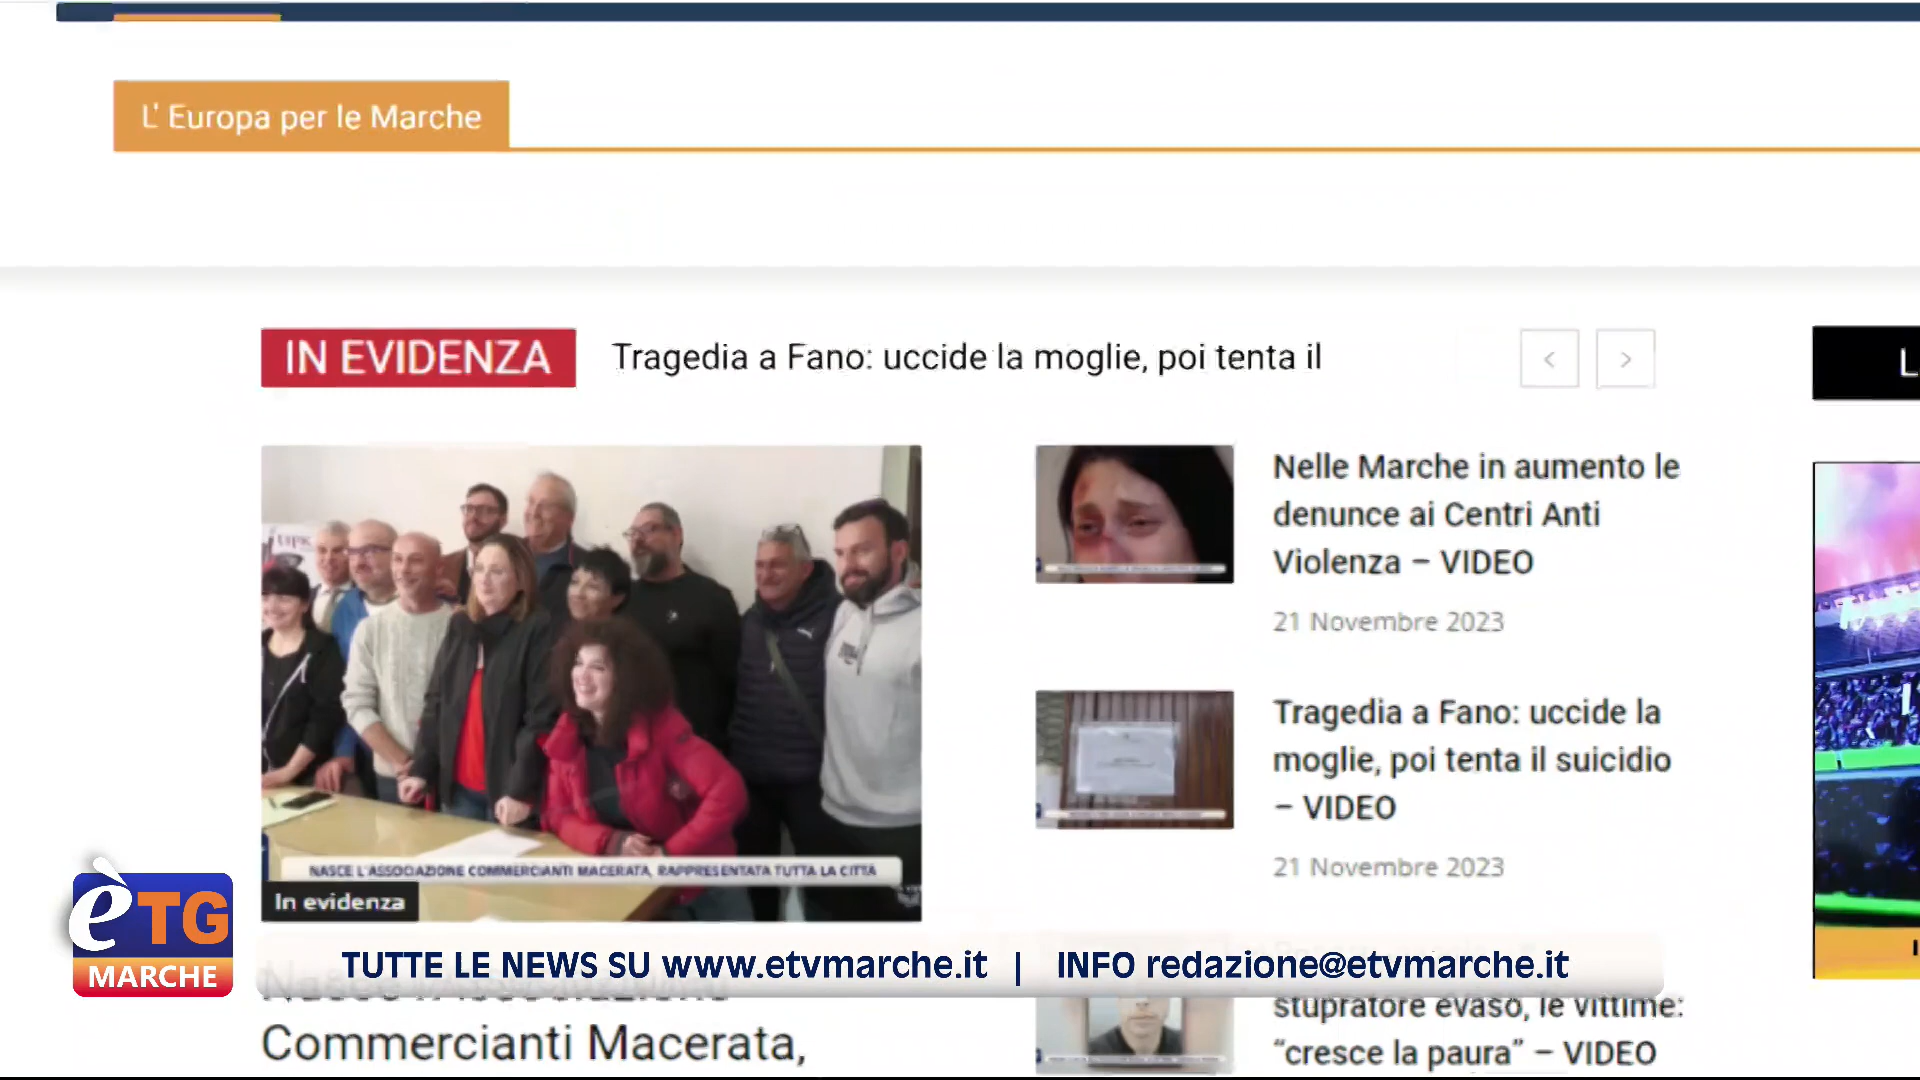 L' Europa per le Marche
IN EVIDENZA
Tragedia a Fano: uccide la moglie, poi tenta il
<
>
L
NASCE L'ASSOCIAZIONE COMMERCIANTI MACERATA, RAPPRESENTATA TUTTA LA CITTÀ
In evidenza
Commercianti Macerata,
Nelle Marche in aumento le
denunce ai Centri Anti
Violenza – VIDEO
21 Novembre 2023
Tragedia a Fano: uccide la
moglie, poi tenta il suicidio
– VIDEO
21 Novembre 2023
stupratore evaso, le vittime:
“cresce la paura” – VIDEO
èTG
MARCHE
TUTTE LE NEWS SU www.etvmarche.it | INFO redazione@etvmarche.it